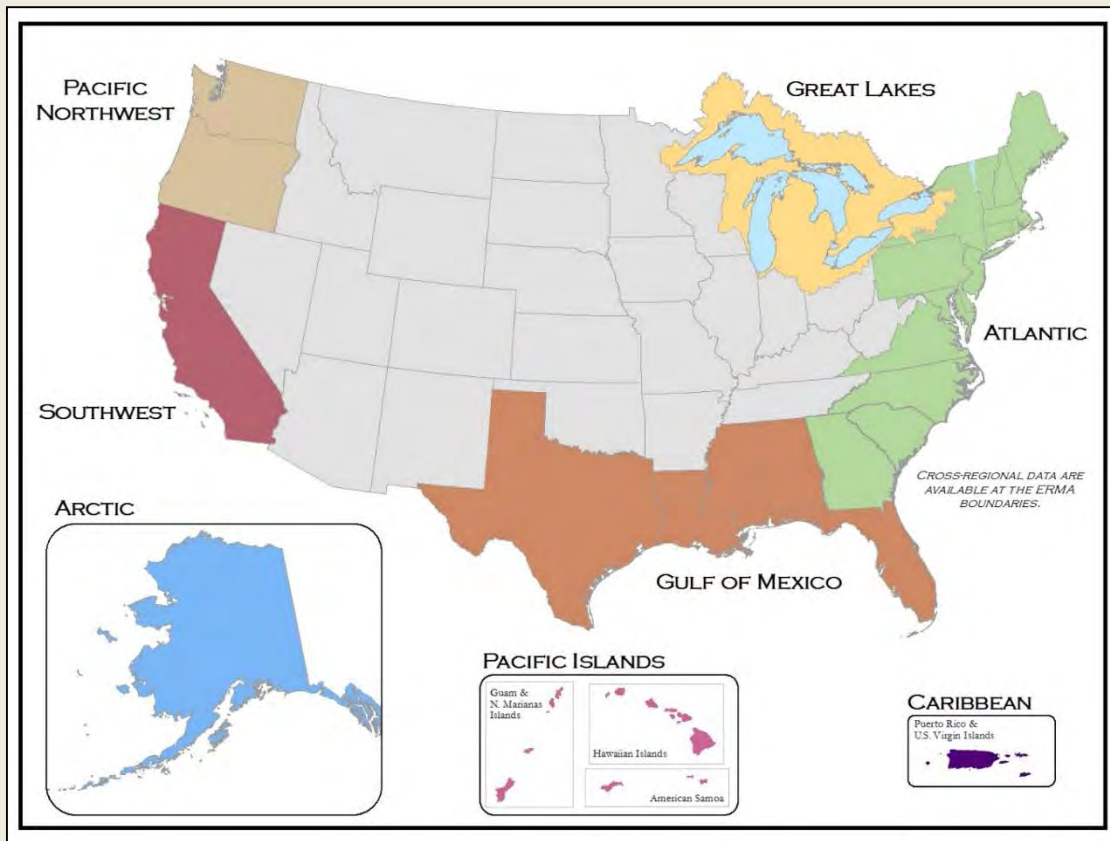 PACIFIC
NORTHWEST
GREAT LAKES
ATLANTIC
SOUTHWEST
CROSS-REGIONAL DATA ARE
AVAILABLE AT THE ERMA
BOUNDARIES.
ARCTIC
GULF OF MEXICO
PACIFIC ISLANDS
Guam &
N. Marianas
Islands
Hawaiian Islands
American Samoa
CARIBBEAN
Puerto Rico &
U.S. Virgin Islands